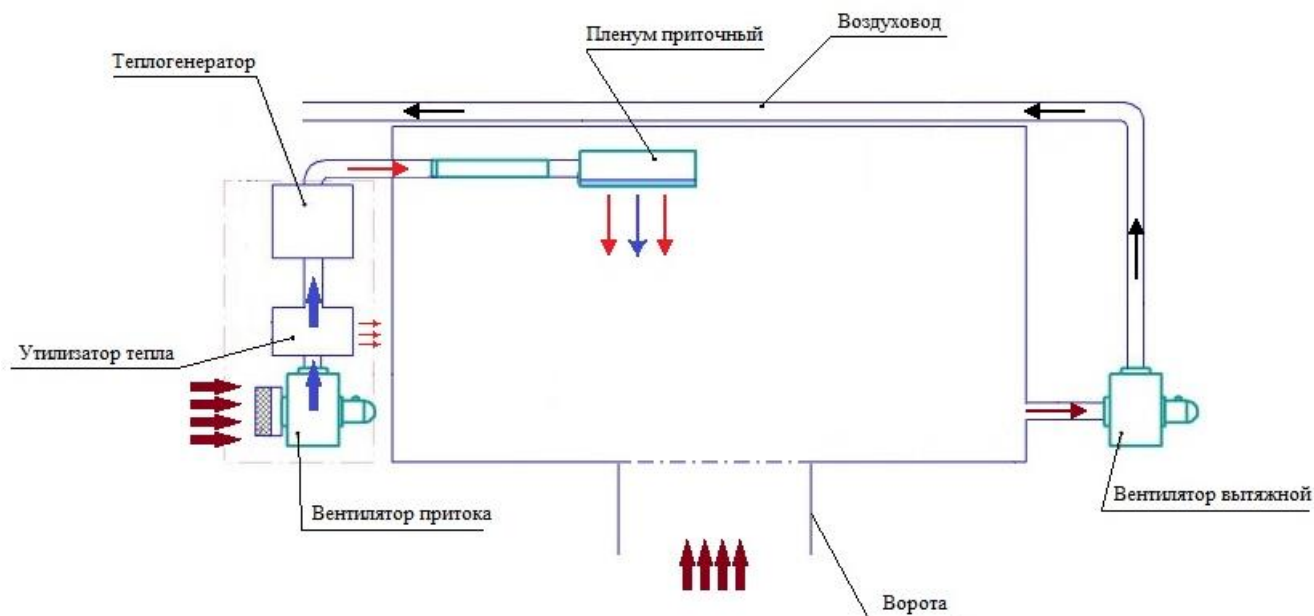 Воздуховод
Пленум приточный
Теплогенератор
Утилизатор тепла
Вентилятор притока
Вентилятор вытяжной
Ворота